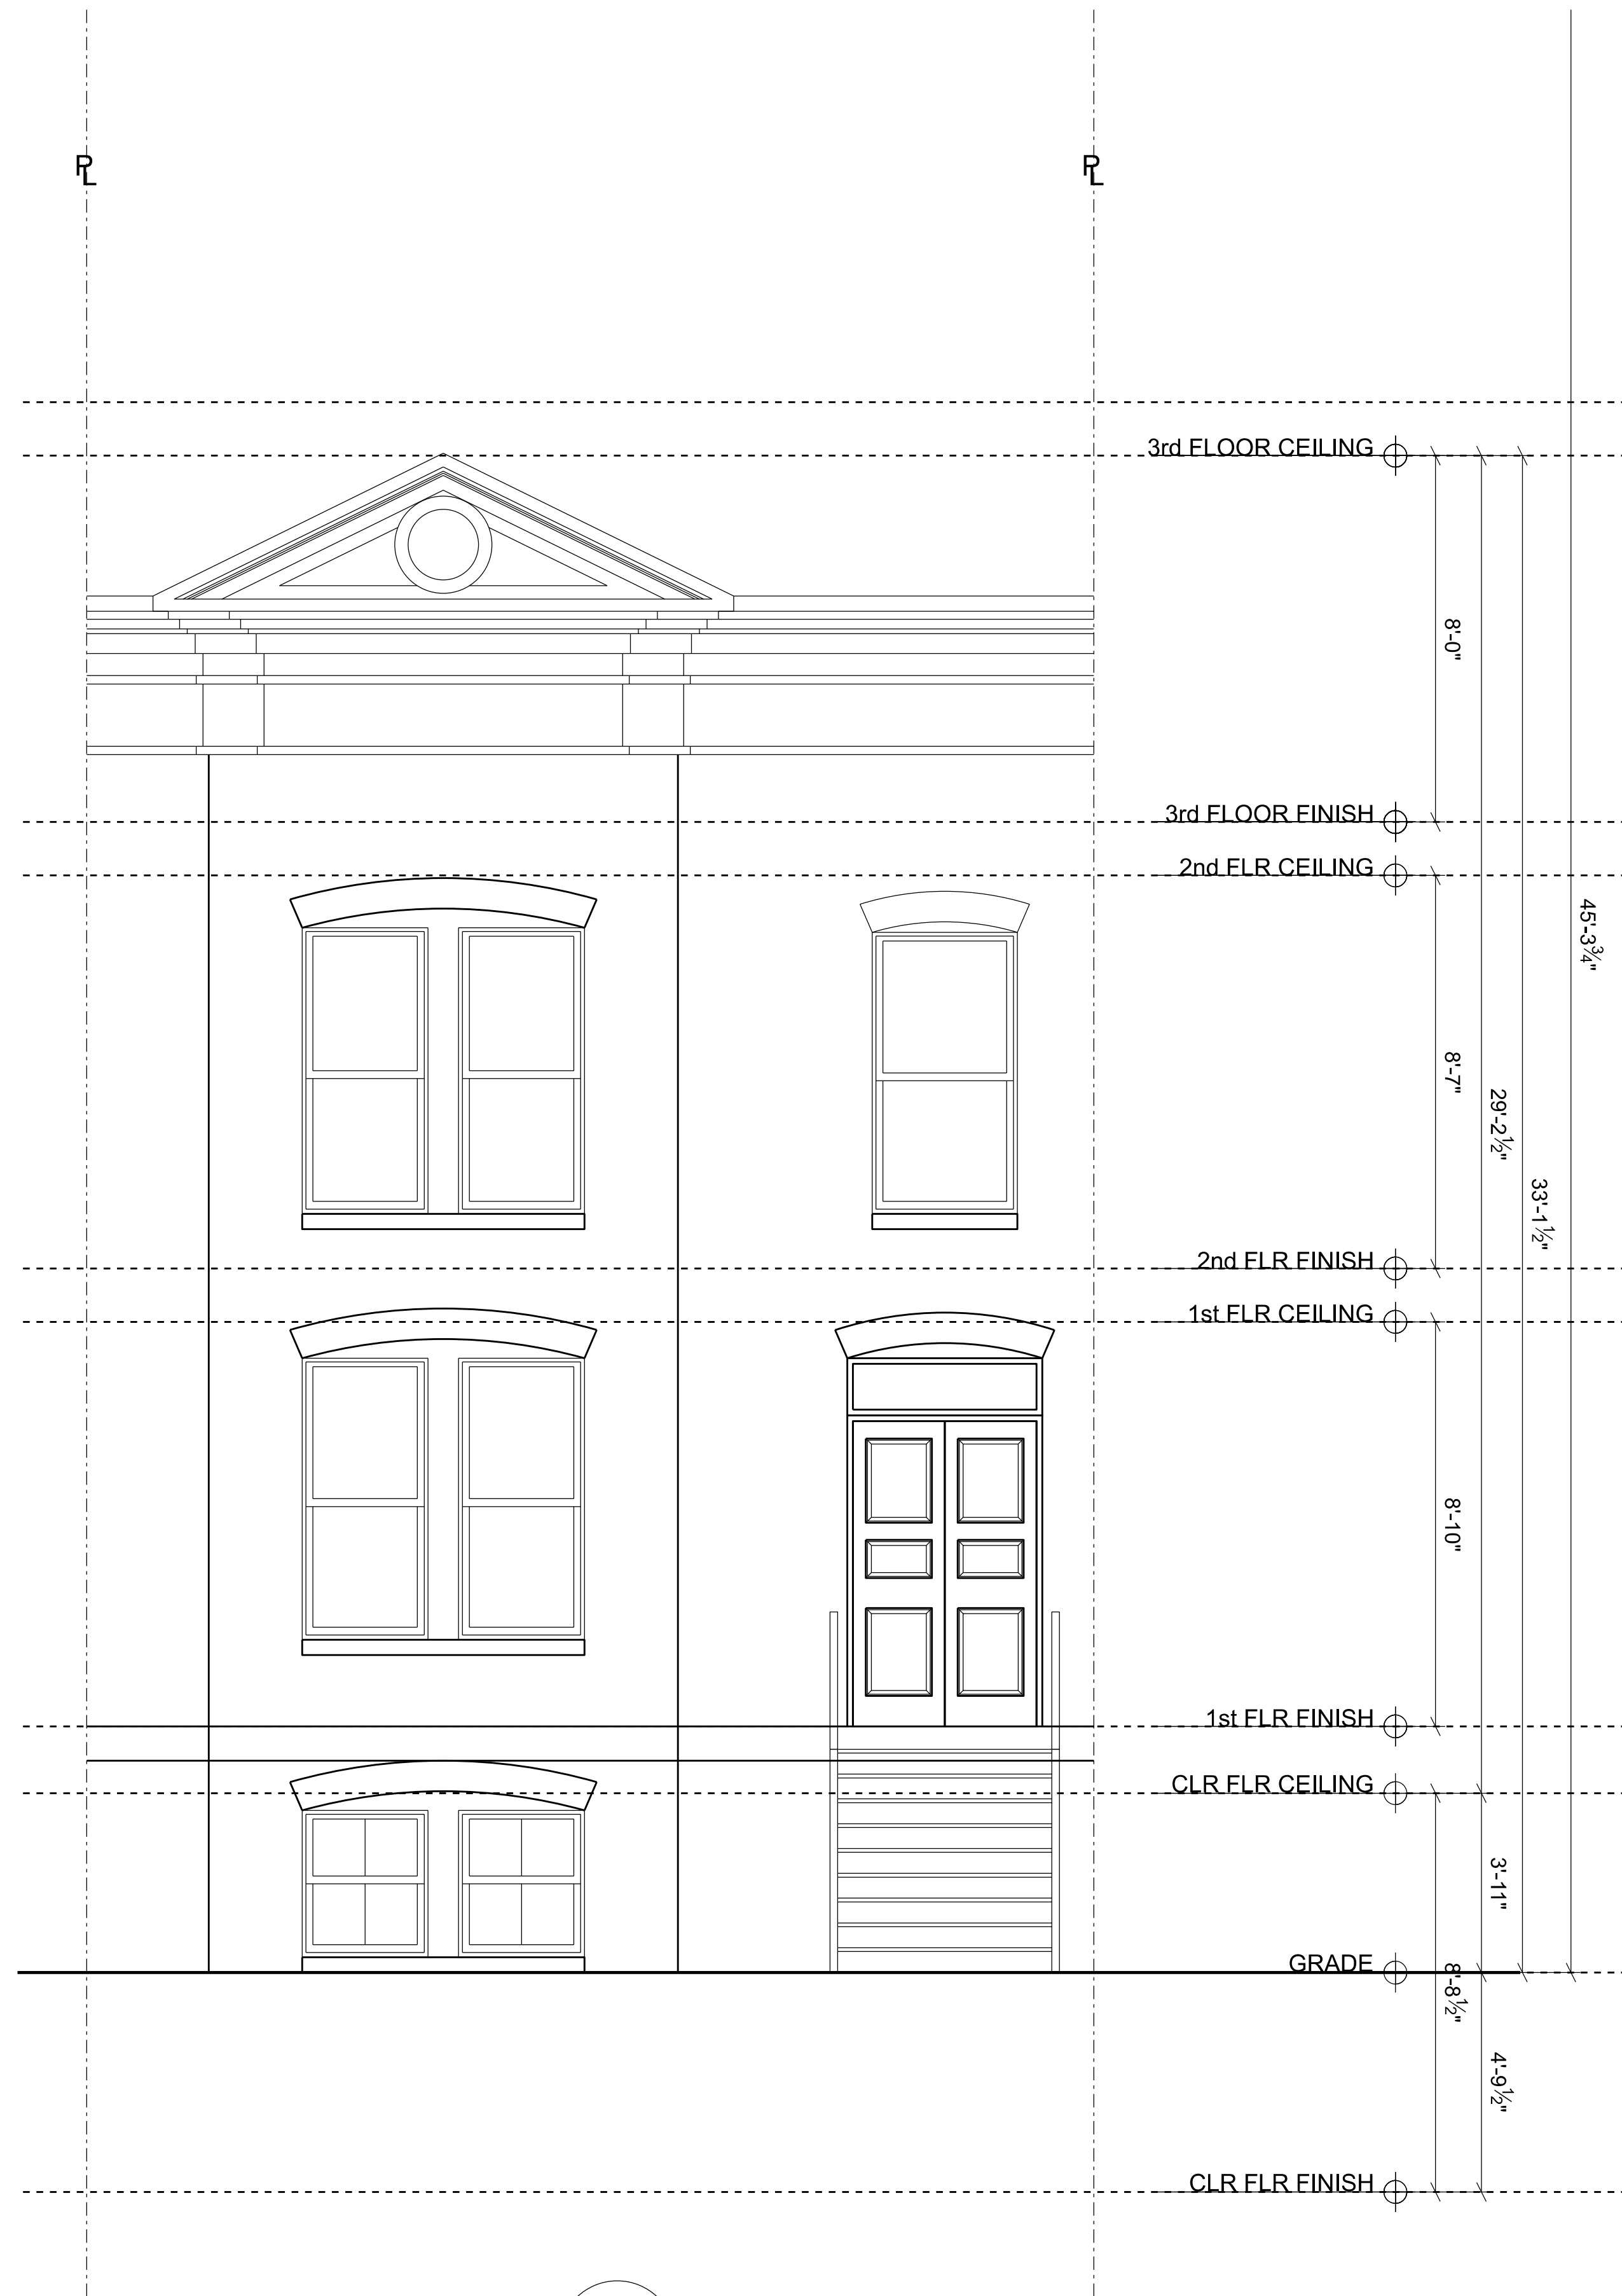 PL
PL
3rd FLOOR CEILING
8'-0"
3rd FLOOR FINISH
2nd FLR CEILING
45'-3¾"
8'-7"
29'-2½"
33'-1½"
2nd FLR FINISH
1st FLR CEILING
8'-10"
1st FLR FINISH
CLR FLR CEILING
3'-11"
GRADE
8'-8½"
4'-9½"
CLR FLR FINISH